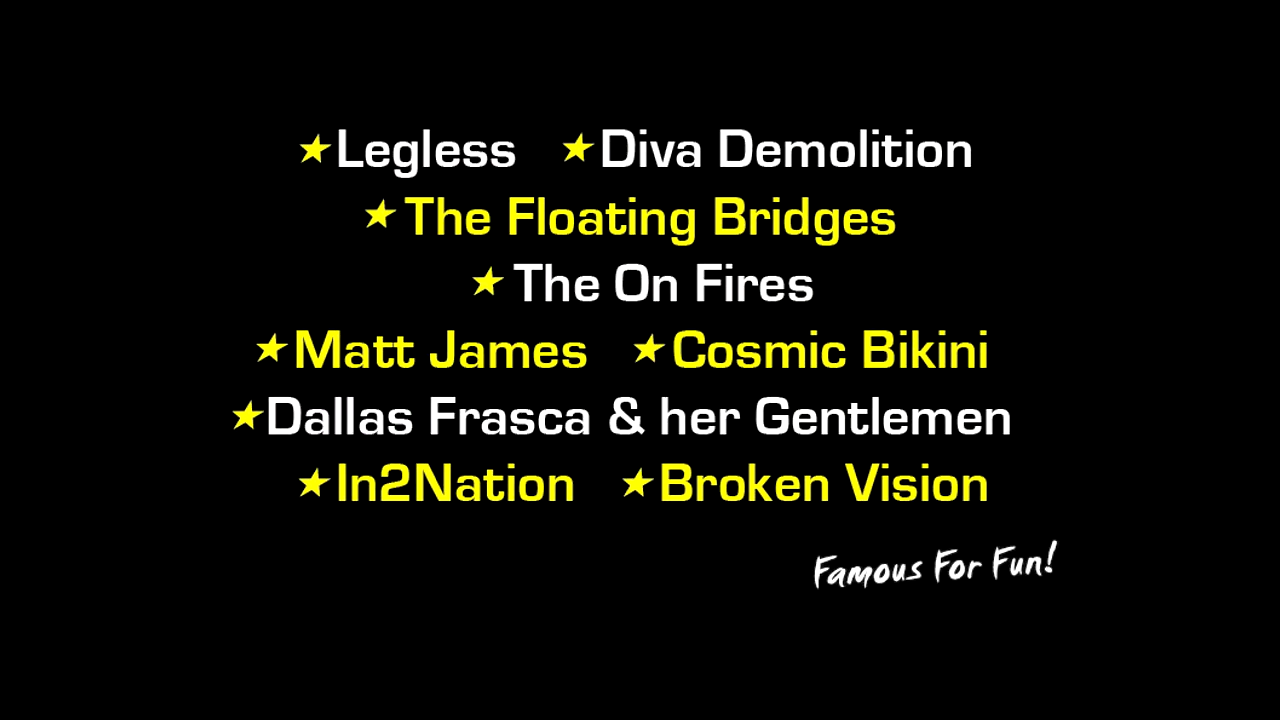 ★Legless ★Diva Demolition
★The Floating Bridges
★The On Fires
★Matt James ★Cosmic Bikini
★Dallas Frasca & her Gentlemen
★In2Nation ★Broken Vision
Famous For Fun!